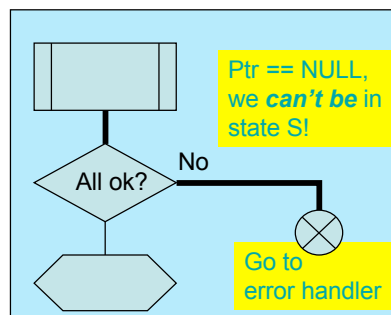 Ptr == NULL,
we can't be in
state S!
No
All ok?
Go to
error handler